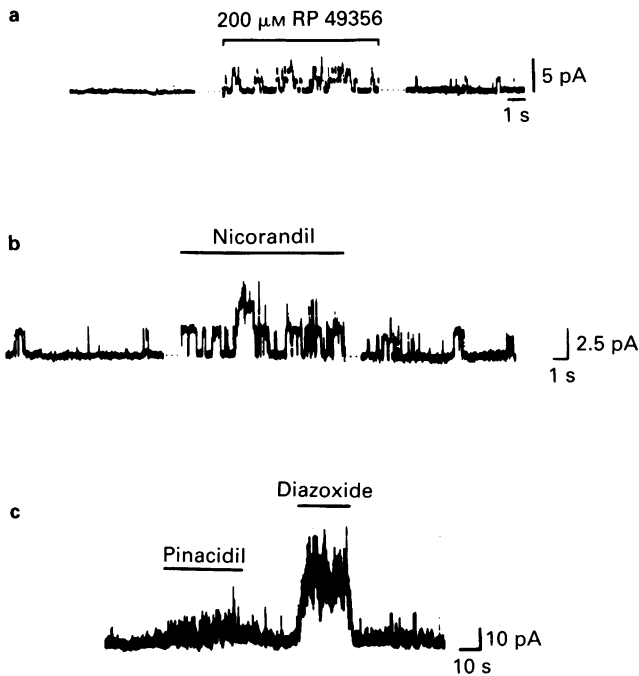 a
200 μM RP 49356
5 pA
1 s
b
Nicorandil
2.5 pA
1 s
c
Diazoxide
Pinacidil
10 pA
10 s